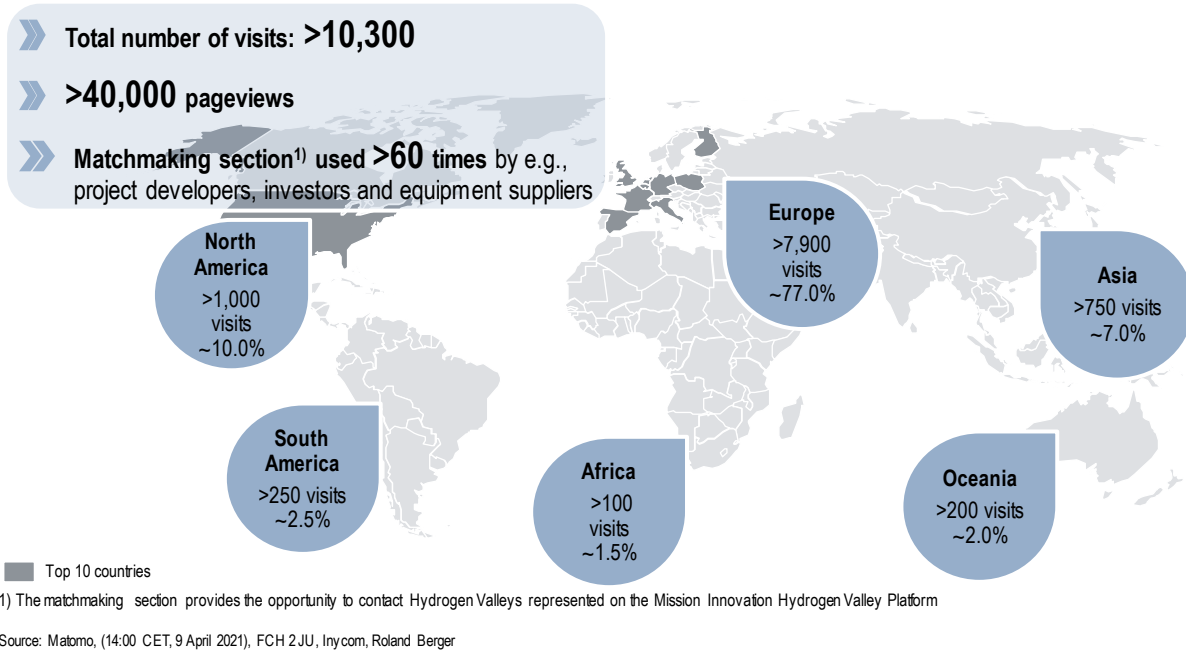 Total number of visits: >10,300
>40,000 pageviews
Matchmaking section1) used >60 times by e.g.,
project developers, investors and equipment suppliers
North
America
>1,000
visits
~10.0%
Europe
>7,900
visits
~77.0%
Asia
>750 visits
~7.0%
South
America
>250 visits
~2.5%
Africa
>100
visits
~1.5%
Oceania
>200 visits
~2.0%
Top 10 countries
1) The matchmaking section provides the opportunity to contact Hydrogen Valleys represented on the Mission Innovation Hydrogen Valley Platform
Source: Matomo, (14:00 CET, 9 April 2021), FCH 2 JU, Inycom, Roland Berger